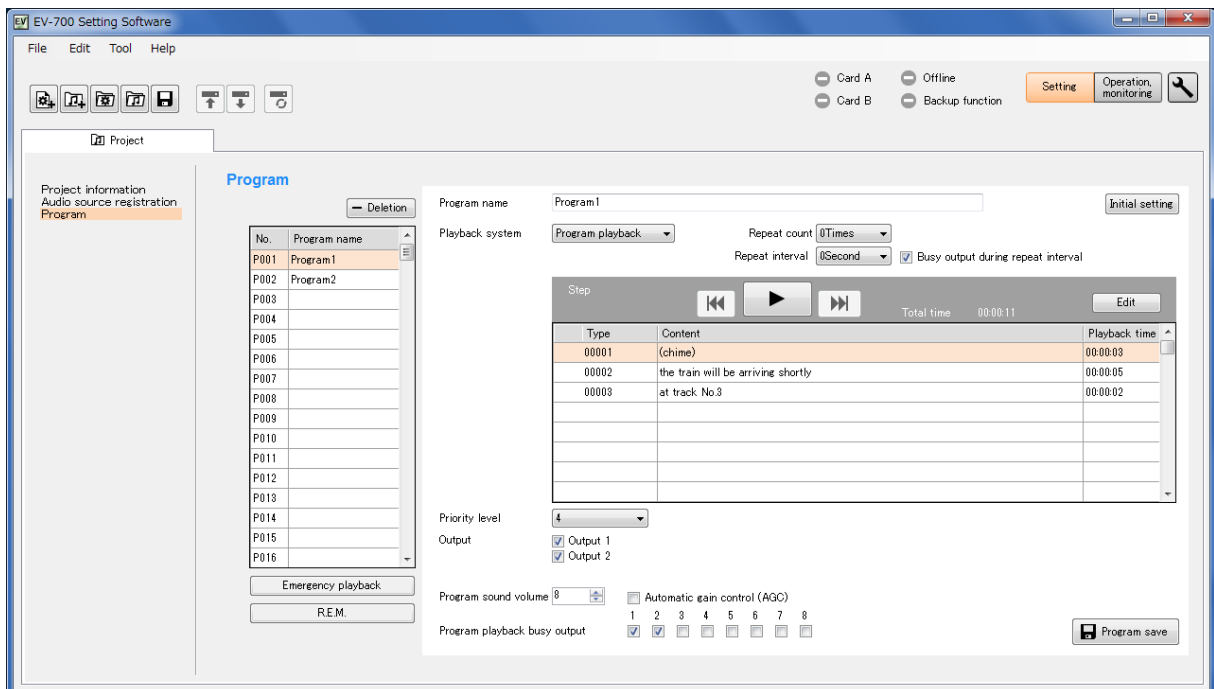 EV EV-700 Setting Software
File Edit Tool Help
Card A Offline
Card B Backup function
Setting
Operation,
monitoring
Project
Project information
Audio source registration
Program
Program
Deletion
No. Program name
P001 Program1
P002 Program2
P003
P004
P005
P006
P007
P008
P009
P010
P011
P012
P013
P014
P015
P016
Emergency playback
R.E.M.
Program name Program1 Initial setting
Playback system Program playback Repeat count 0Times
Repeat interval 0Second Busy output during repeat interval
Step
Total time 00:00:11
Edit
Type Content Playback time
00001 (chime) 00:00:03
00002 the train will be arriving shortly 00:00:05
00003 at track No.3 00:00:02
Priority level 4
Output Output 1
Output 2
Program sound volume 8 Automatic gain control (AGC)
1 2 3 4 5 6 7 8
Program playback busy output
Program save